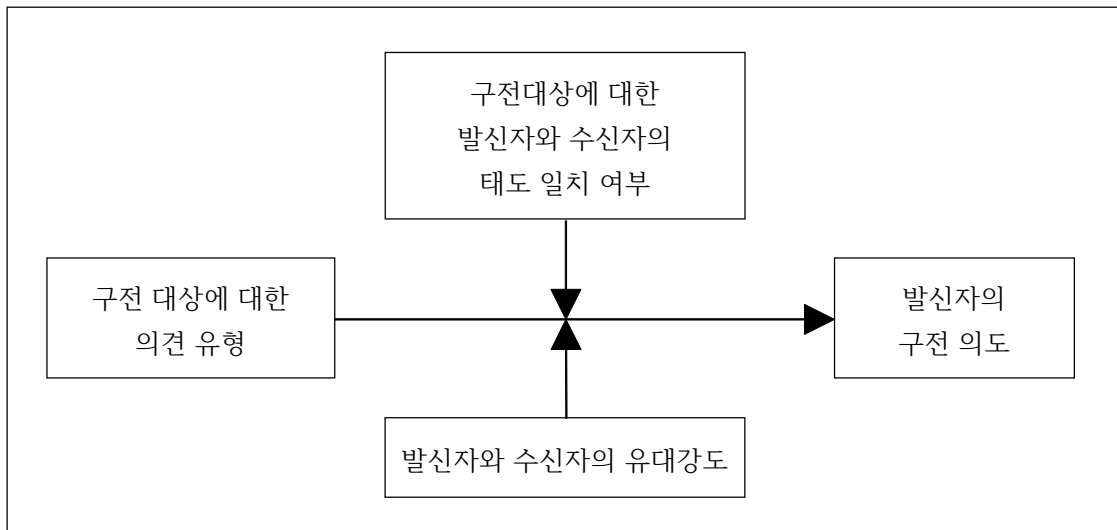 구전대상에 대한
발신자와 수신자의
태도 일치 여부
구전 대상에 대한
의견 유형
발신자의
구전 의도
발신자와 수신자의 유대강도